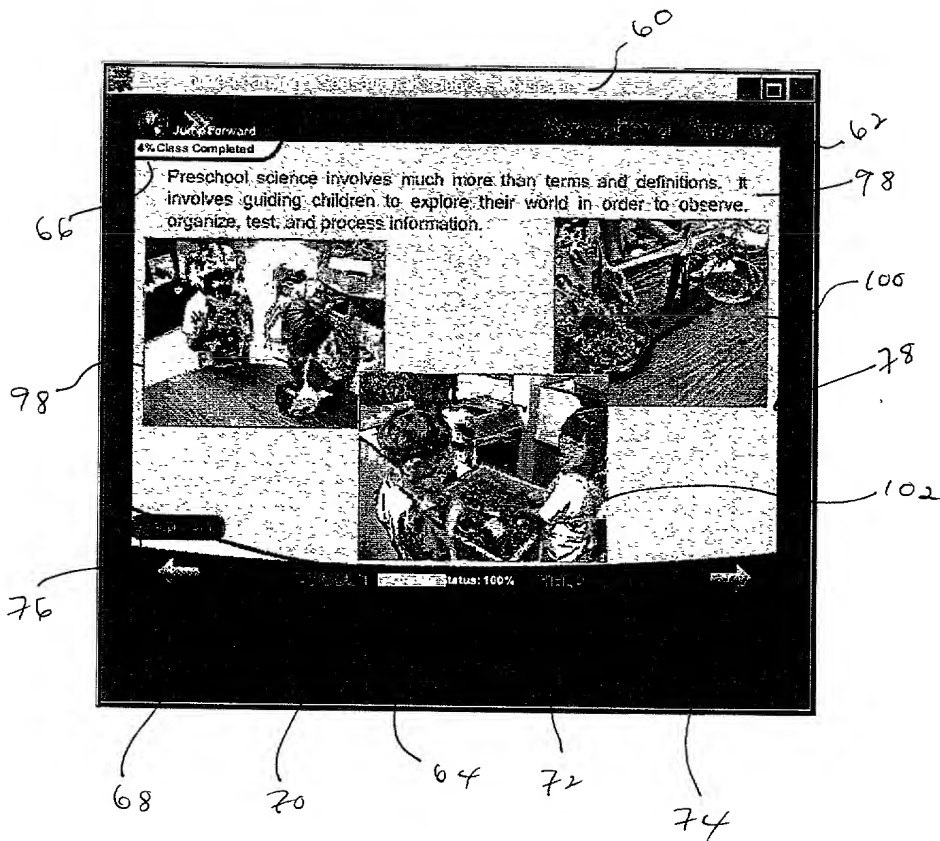 60
Jump Forward
4% Class Completed
62
Preschool science involves much more than terms and definitions. It
involves guiding children to explore their world in order to observe,
organize, test, and process information.
98
66
100
98
78
102
76
Status: 100%
68
70
64
72
74